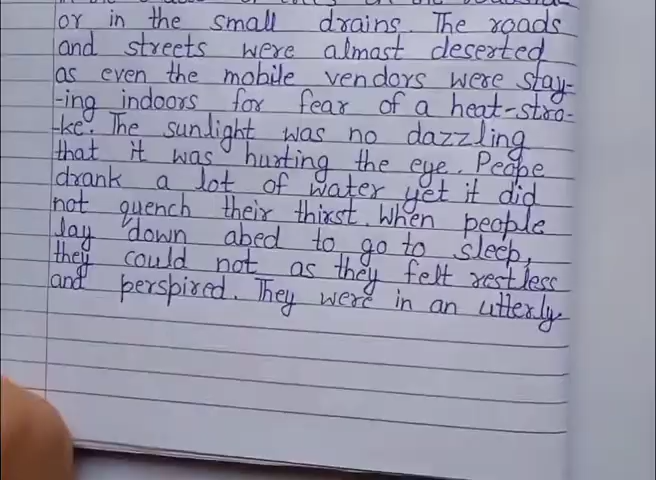 or in the small drains. The roads
and streets were almast deserted
as even the mobile vendors were stay-
-ing indoors for fear of a heat-stro-
-ke. The sunlight was no dazzling
that it was hurting the eye. Peope
drank a lot of water yet it did
not quench their thirst. When people
lay down abed to go to sleep,
they could not as they felt restless
and perspired. They were in an utterly